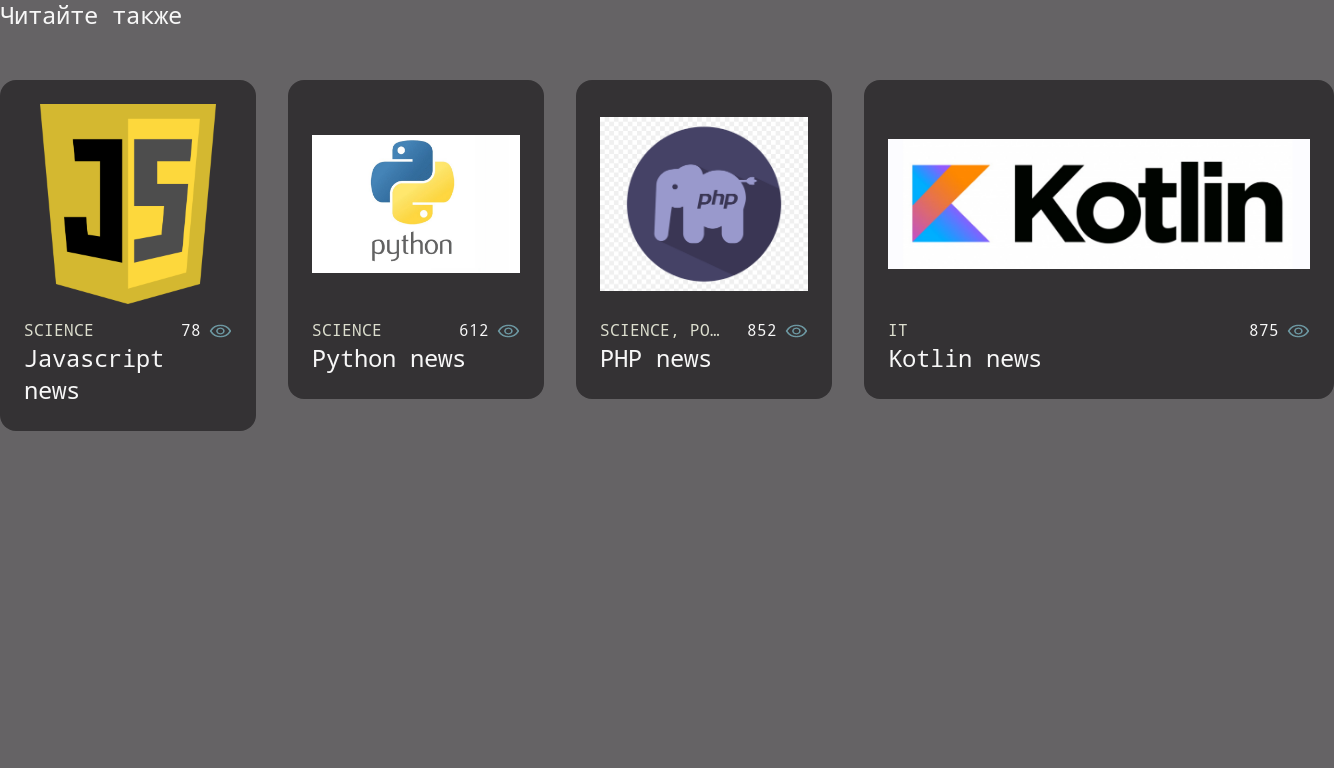 Читайте также
JS
python
php
Kotlin
SCIENCE 78
Javascript
news
SCIENCE 612
Python news
SCIENCE, PO… 852
PHP news
IT 875
Kotlin news